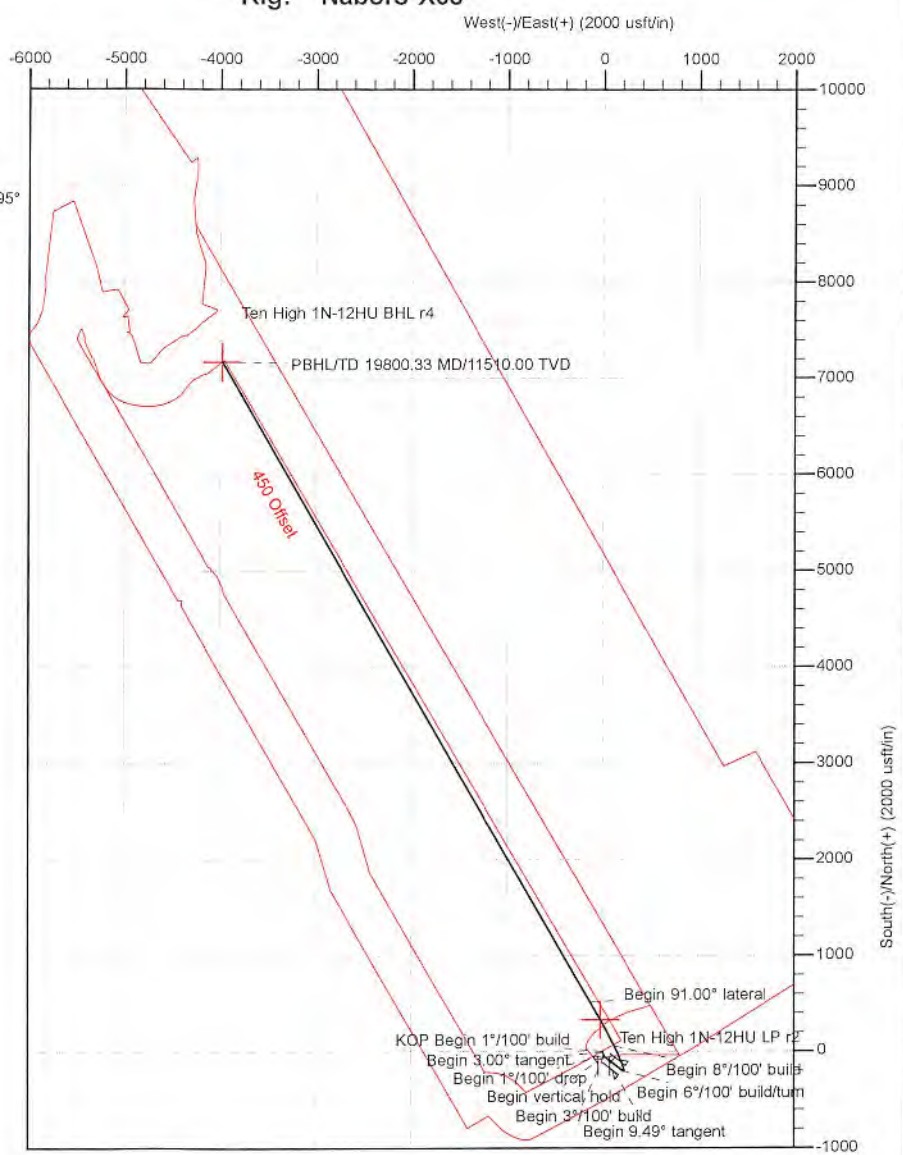 Rig: Nabors X08
West(-)/East(+) (2000 usft/in)
-6000 -5000 -4000 -3000 -2000 -1000 0 1000 2000
10000
95°
9000
8000
Ten High 1N-12HU BHL r4
PBHL/TD 19800.33 MD/11510.00 TVD
7000
6000
450 Offset
5000
4000
South(-)/North(+) (2000 usft/in)
3000
2000
1000
Begin 91.00° lateral
KOP Begin 1°/100' build
Ten High 1N-12HU LP r2
0
Begin 3.00° tangent
Begin 8°/100' build
Begin 1°/100' drop
Begin 6°/100' build/turn
Begin vertical hold
Begin 3°/100' build
Begin 9.49° tangent
-1000